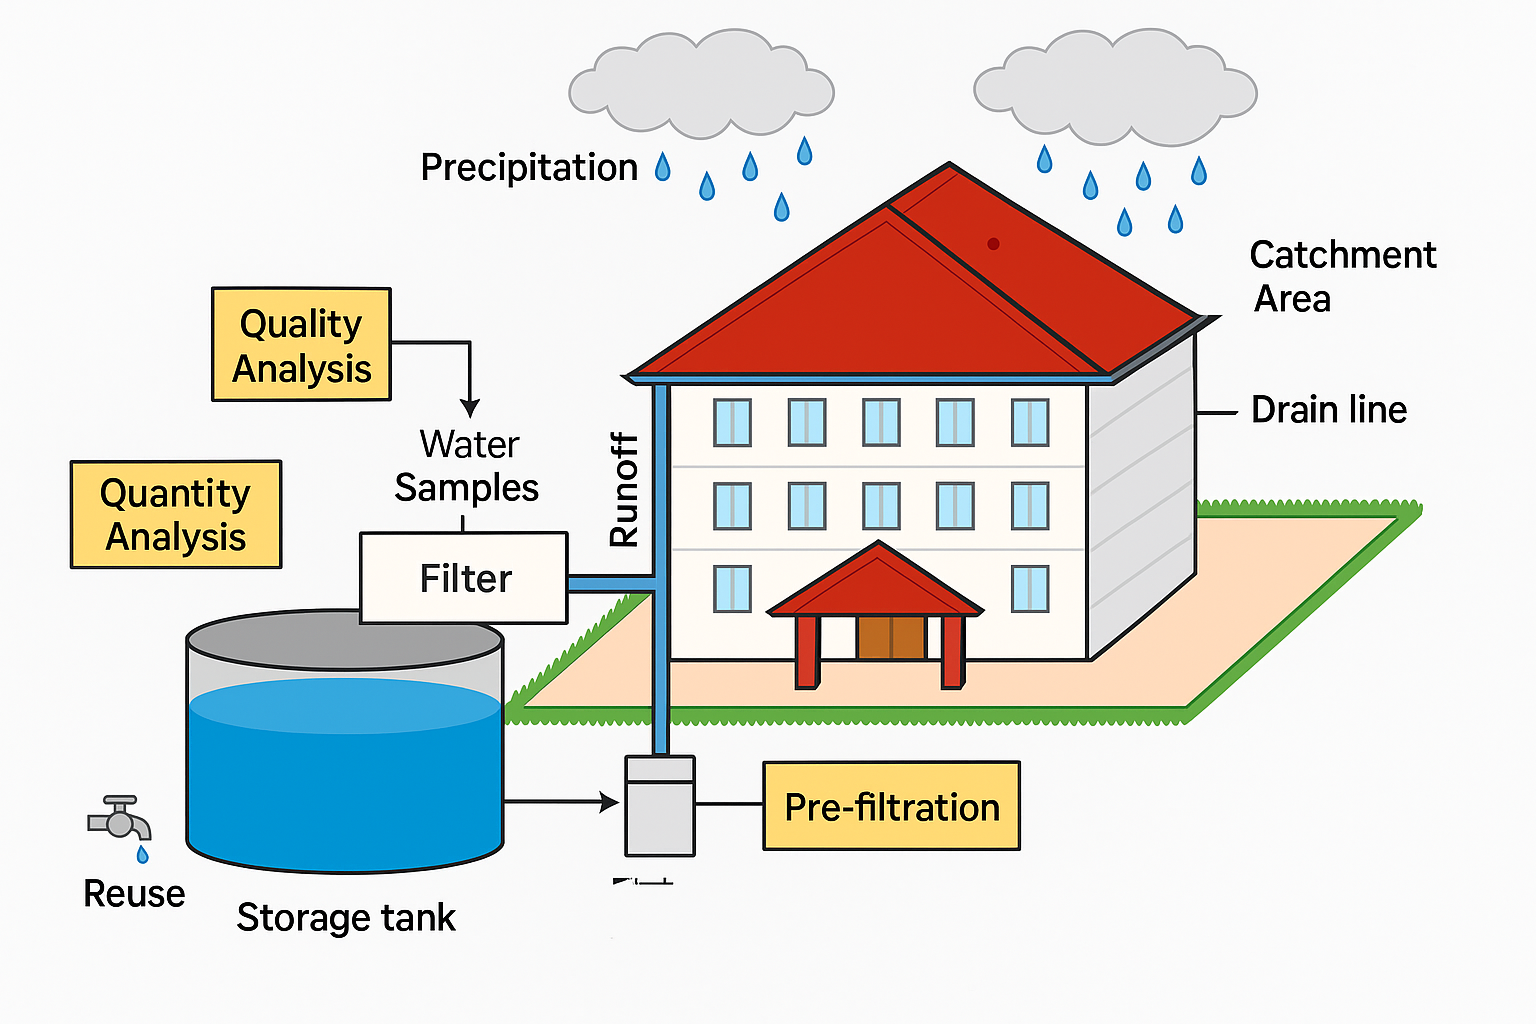 Precipitation
Catchment
Area
Quality
Analysis
Drain line
Water
Samples
Runoff
Quantity
Analysis
Filter
Pre-filtration
Reuse
Storage tank